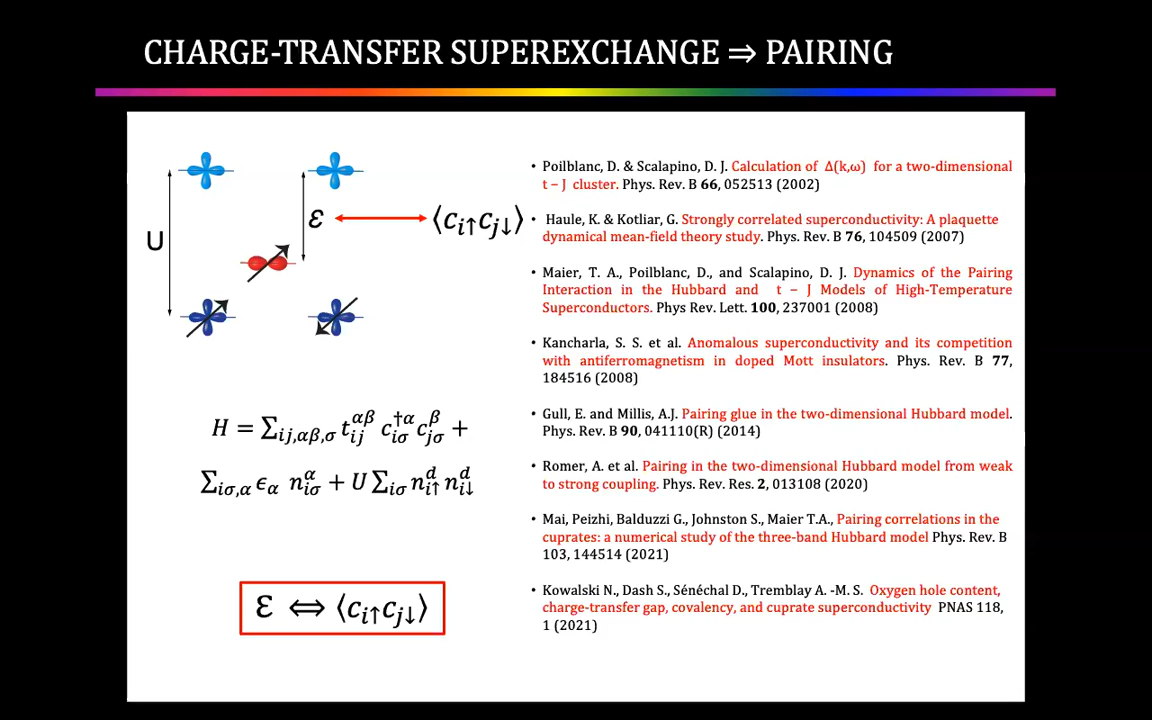 CHARGE-TRANSFER SUPEREXCHANGE ⇒ PAIRING
U
ℰ
⟨c_{i↑}c_{j↓}⟩
H = ∑_{ij,αβ,σ} t_{ij}^{αβ} c_{iσ}^{†α} c_{jσ}^{β} +
∑_{iσ,α} ϵ_α n_{iσ}^{α} + U ∑_{iσ} n_{i↑}^{d} n_{i↓}^{d}
ℰ ⟺ ⟨c_{i↑}c_{j↓}⟩
• Poilblanc, D. & Scalapino, D. J. Calculation of Δ(k,ω) for a two-dimensional
t − J cluster. Phys. Rev. B 66, 052513 (2002)
• Haule, K. & Kotliar, G. Strongly correlated superconductivity: A plaquette
dynamical mean-field theory study. Phys. Rev. B 76, 104509 (2007)
• Maier, T. A., Poilblanc, D., and Scalapino, D. J. Dynamics of the Pairing
Interaction in the Hubbard and t − J Models of High-Temperature
Superconductors. Phys Rev. Lett. 100, 237001 (2008)
• Kancharla, S. S. et al. Anomalous superconductivity and its competition
with antiferromagnetism in doped Mott insulators. Phys. Rev. B 77,
184516 (2008)
• Gull, E. and Millis, A.J. Pairing glue in the two-dimensional Hubbard model.
Phys. Rev. B 90, 041110(R) (2014)
• Romer, A. et al. Pairing in the two-dimensional Hubbard model from weak
to strong coupling. Phys. Rev. Res. 2, 013108 (2020)
• Mai, Peizhi, Balduzzi G., Johnston S., Maier T.A., Pairing correlations in the
cuprates: a numerical study of the three-band Hubbard model Phys. Rev. B
103, 144514 (2021)
• Kowalski N., Dash S., Sénéchal D., Tremblay A. -M. S. Oxygen hole content,
charge-transfer gap, covalency, and cuprate superconductivity PNAS 118,
1 (2021)